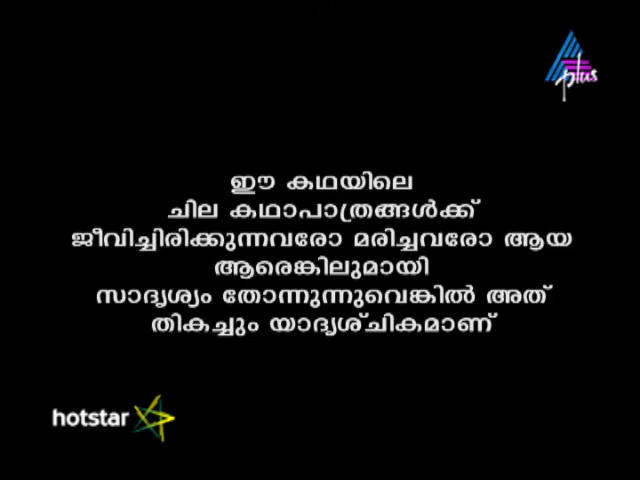 plus
ഈ കഥയിലെ
ചില കഥാപാത്രങ്ങൾക്ക്
ജീവിച്ചിരിക്കുന്നവരോ മരിച്ചവരോ ആയ
ആരെങ്കിലുമായി
സാദൃശ്യം തോന്നുന്നുവെങ്കിൽ അത്
തികച്ചും യാദൃശ്ചികമാണ്
hotstar